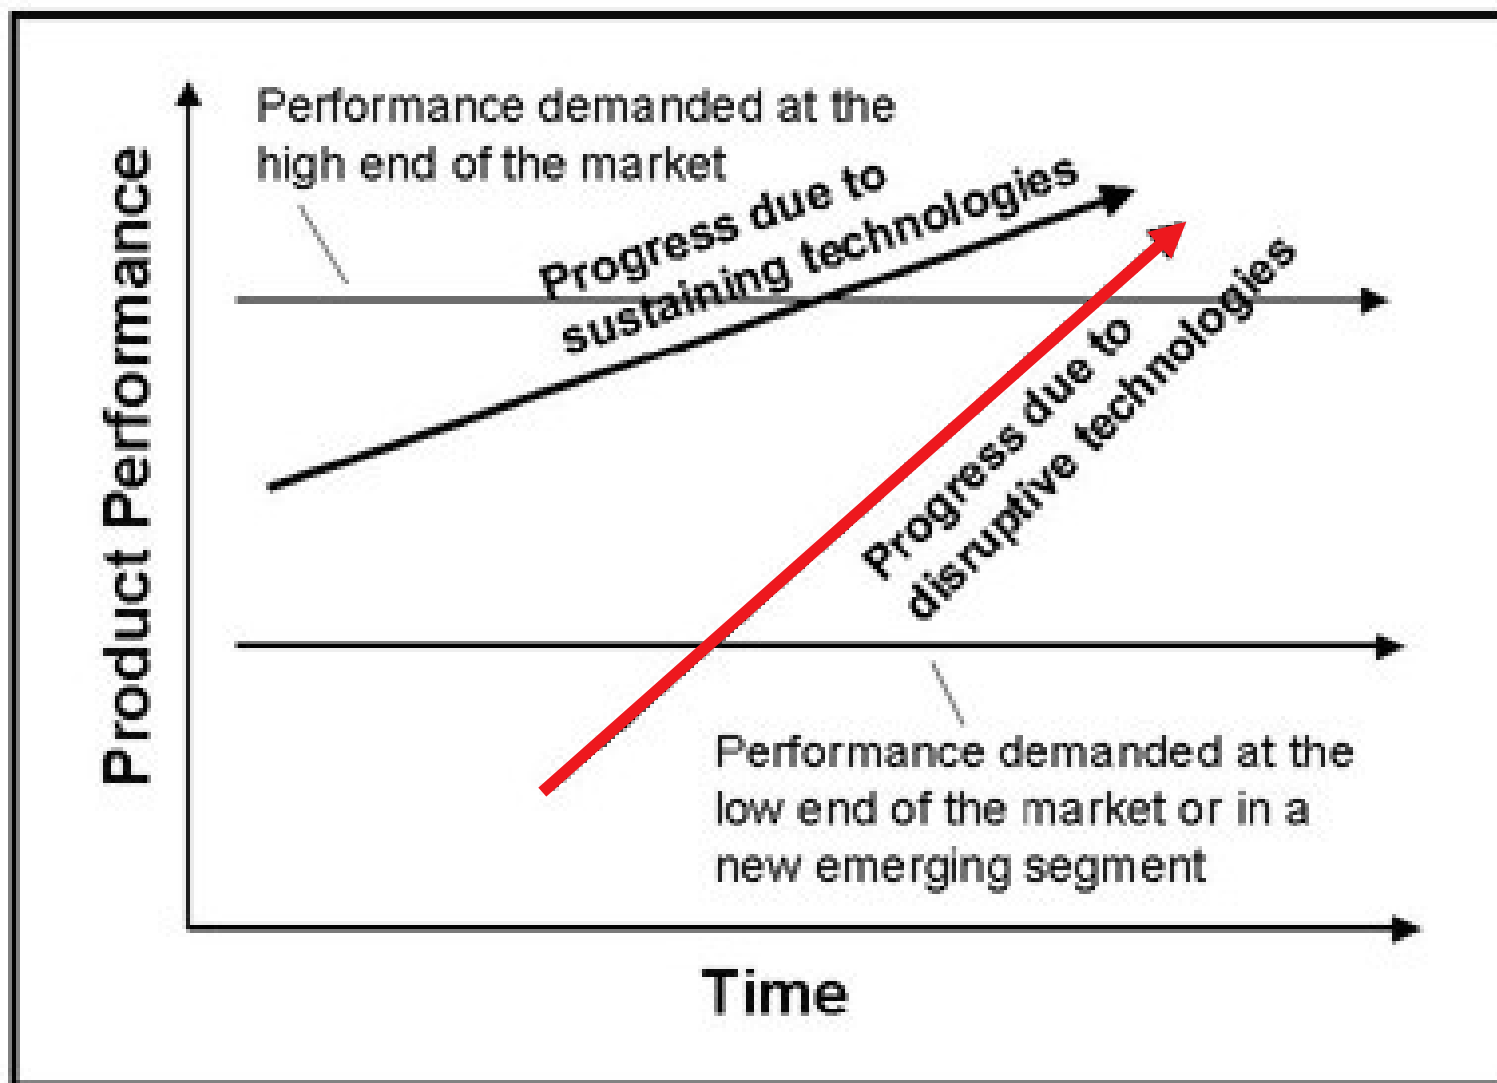 Performance demanded at the
high end of the market
Progress due to
sustaining technologies
Product Performance
Progress due to
disruptive technologies
Performance demanded at the
low end of the market or in a
new emerging segment
Time